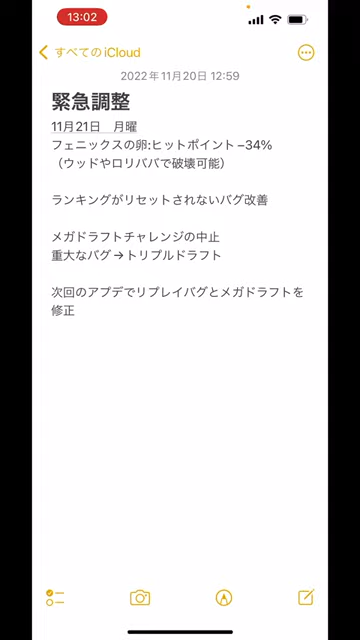 13:02
すべてのiCloud
2022年11月20日 12:59
緊急調整
11月21日　月曜
フェニックスの卵:ヒットポイント−34%
（ウッドやロリババで破壊可能）
ランキングがリセットされないバグ改善
メガドラフトチャレンジの中止
重大なバグ→トリプルドラフト
次回のアプデでリプレイバグとメガドラフトを
修正